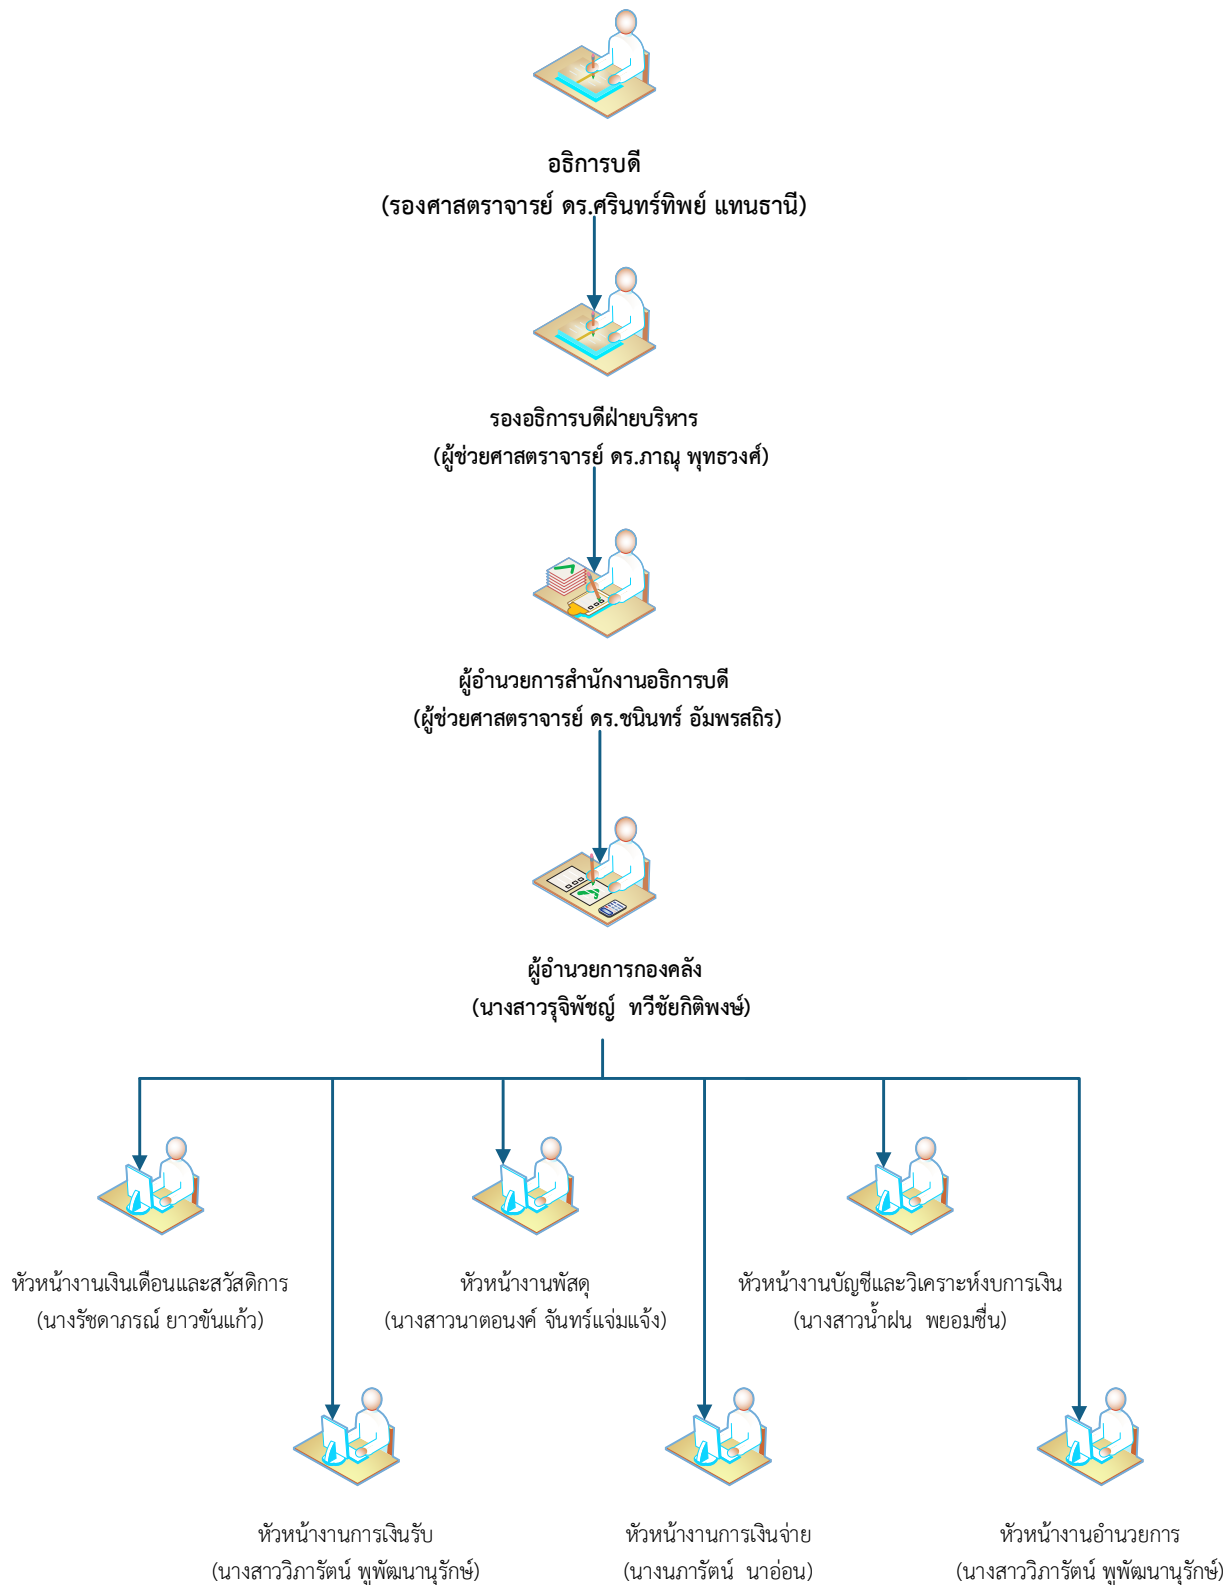 อธิการบดี
(รองศาสตราจารย์ ดร.ศรินทร์ทิพย์ แทนธานี)
รองอธิการบดีฝ่ายบริหาร
(ผู้ช่วยศาสตราจารย์ ดร.ภาณุ พุทธวงศ์)
ผู้อำนวยการสำนักงานอธิการบดี
(ผู้ช่วยศาสตราจารย์ ดร.ชนินทร์ อัมพรสถิร)
ผู้อำนวยการกองคลัง
(นางสาวรุจิพัชญ์ ทวีชัยกิติพงษ์)
หัวหน้างานเงินเดือนและสวัสดิการ
(นางรัชดาภรณ์ ยาวขันแก้ว)
หัวหน้างานพัสดุ
(นางสาวนาตอนงค์ จันทร์แจ่มแจ้ง)
หัวหน้างานบัญชีและวิเคราะห์งบการเงิน
(นางสาวน้ำฝน พยอมชื่น)
หัวหน้างานการเงินรับ
(นางสาววิภารัตน์ พูพัฒนานุรักษ์)
หัวหน้างานการเงินจ่าย
(นางนภารัตน์ นาอ่อน)
หัวหน้างานอำนวยการ
(นางสาววิภารัตน์ พูพัฒนานุรักษ์)